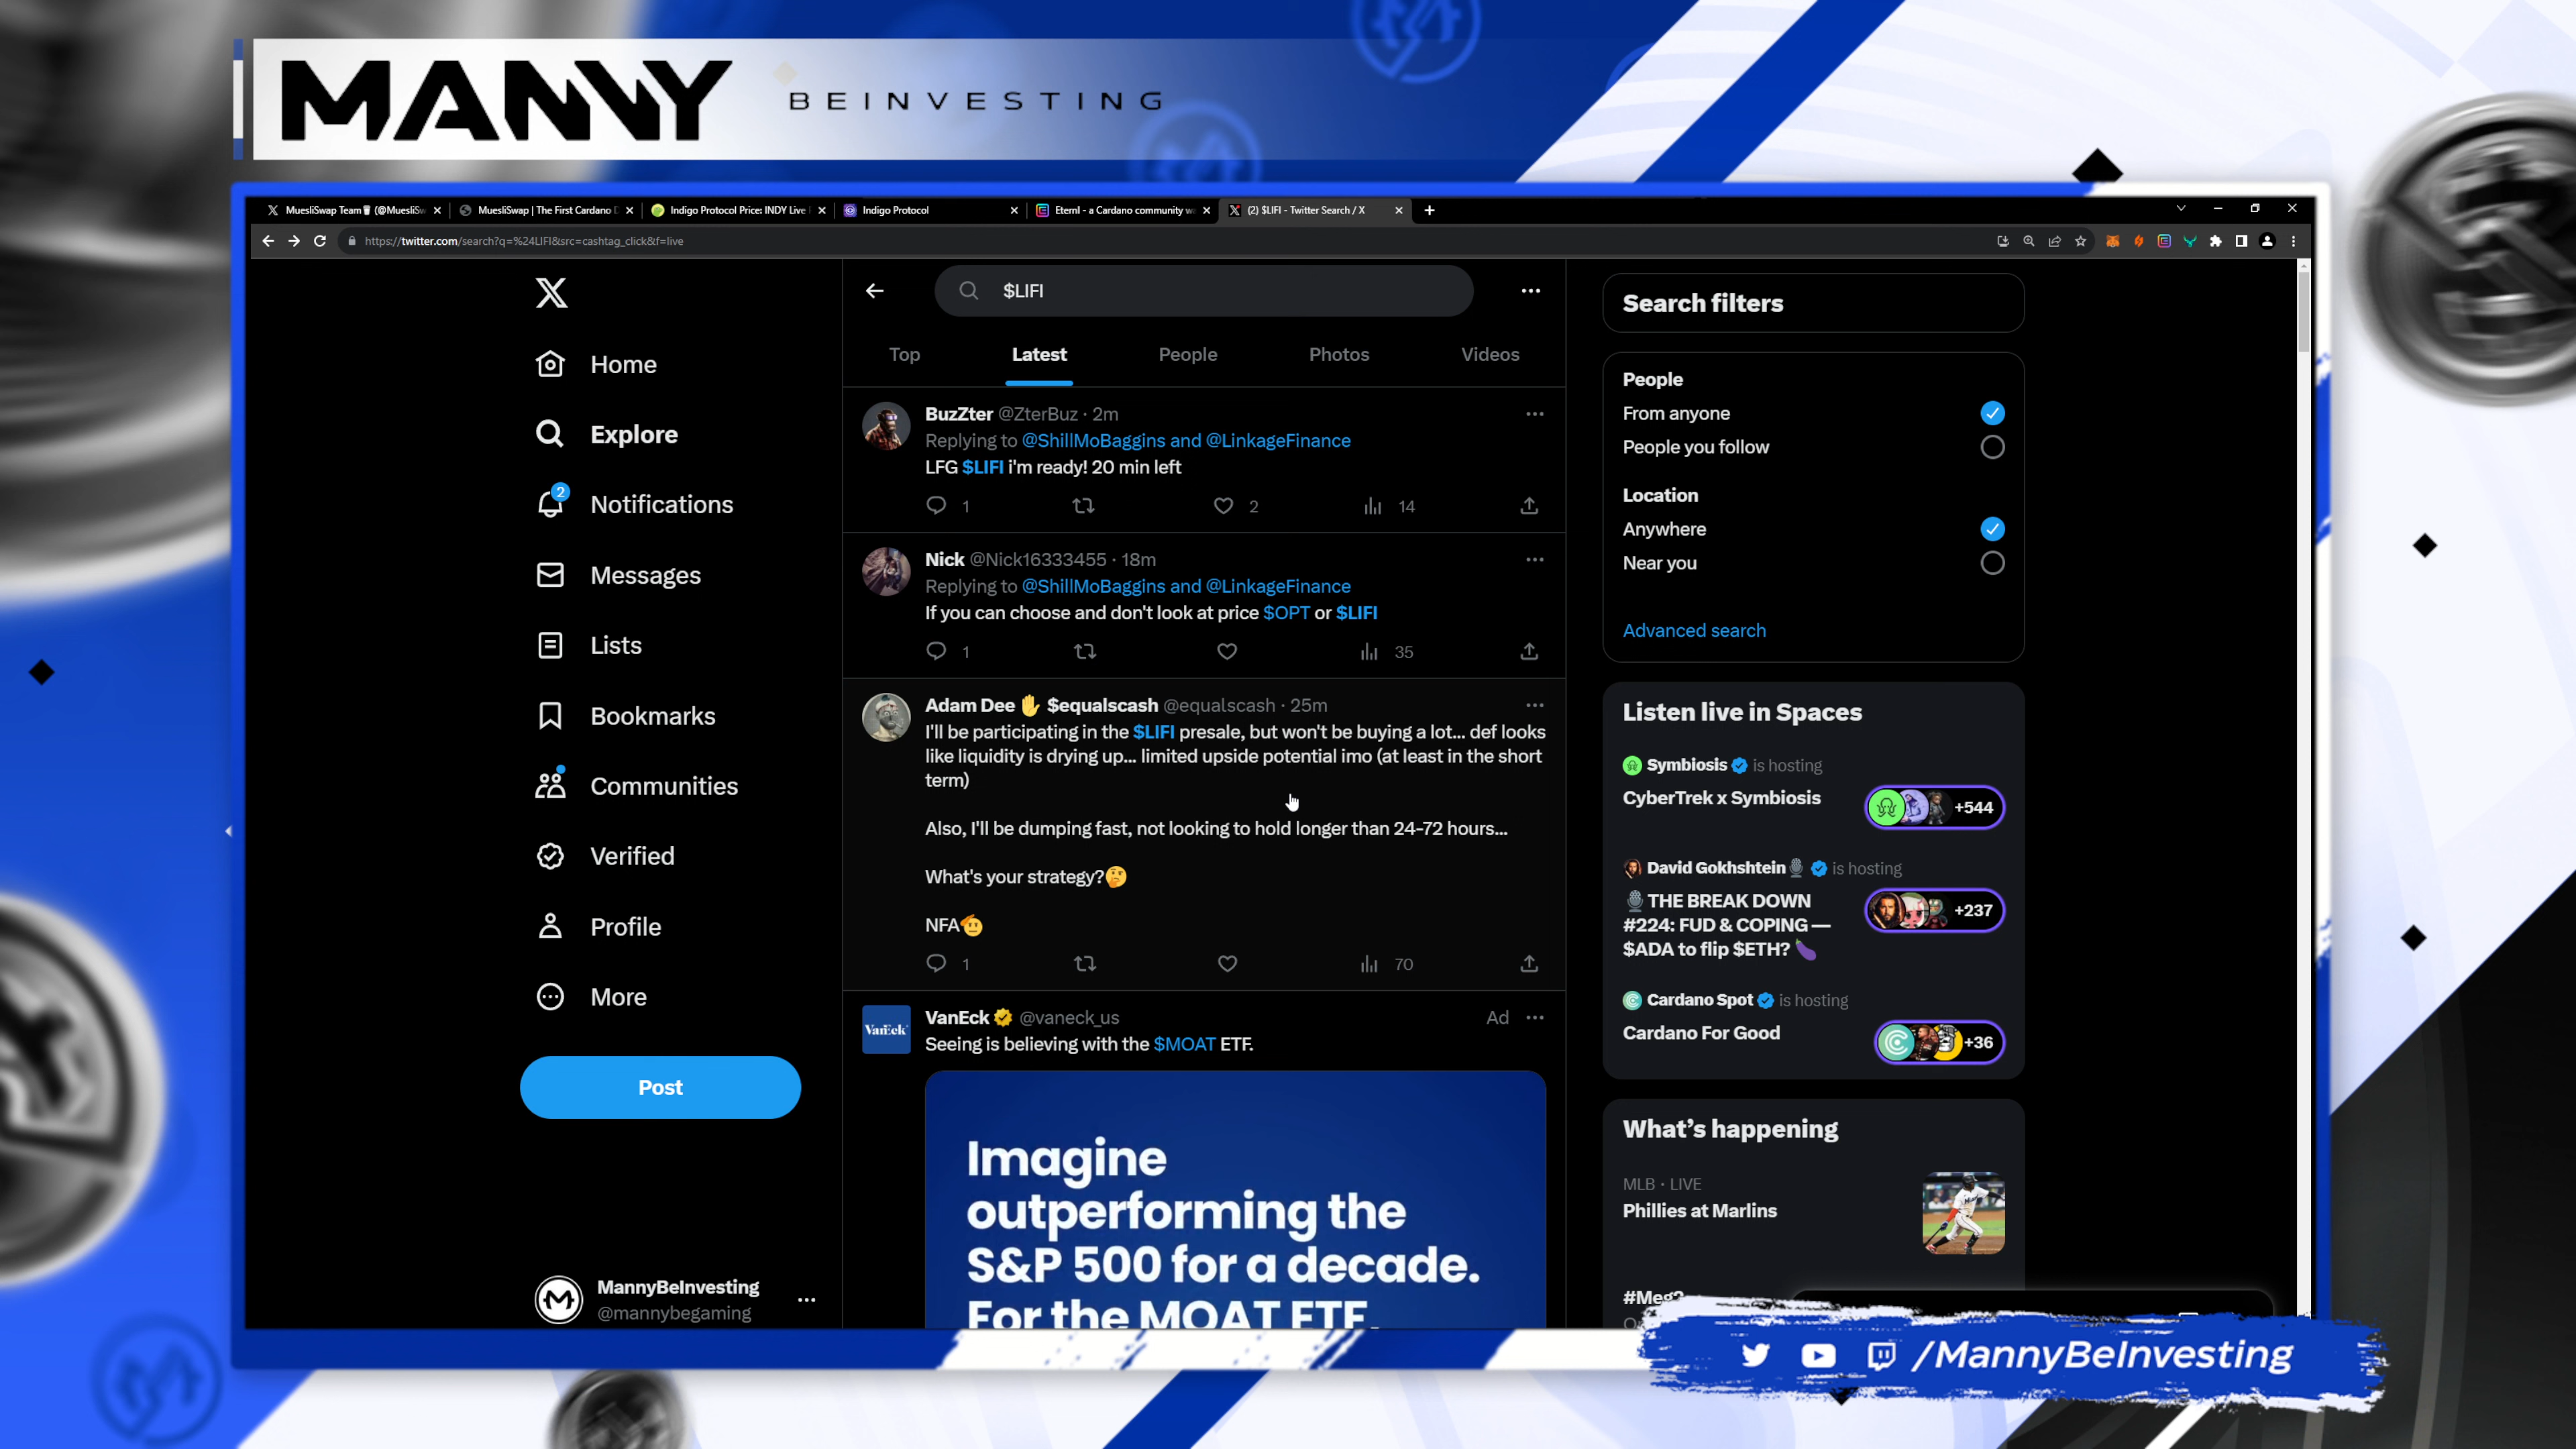 MANNY BEINVESTING
MuesliSwap Team (@MuesliSw
MuesliSwap | The First Cardano D
Indigo Protocol Price: INDY Live
Indigo Protocol
Eternl - a Cardano community w
(2) $LIFI - Twitter Search / X
https://twitter.com/search?q=%24LIFI&src=cashtag_click&f=live
Home
Explore
2
Notifications
Messages
Lists
Bookmarks
Communities
Verified
Profile
More
Post
MannyBeInvesting
@mannybegaming
$LIFI
Top Latest People Photos Videos
BuzZter @ZterBuz · 2m
Replying to @ShillMoBaggins and @LinkageFinance
LFG $LIFI i'm ready! 20 min left
1 2 14
Nick @Nick16333455 · 18m
Replying to @ShillMoBaggins and @LinkageFinance
If you can choose and don't look at price $OPT or $LIFI
1 35
Adam Dee ✋ $equalscash @equalscash · 25m
I'll be participating in the $LIFI presale, but won't be buying a lot... def looks
like liquidity is drying up... limited upside potential imo (at least in the short
term)
Also, I'll be dumping fast, not looking to hold longer than 24-72 hours...
What's your strategy?🤔
NFA🫡
1 70
VanEck
VanEck @vaneck_us Ad
Seeing is believing with the $MOAT ETF.
Imagine
outperforming the
S&P 500 for a decade.
For the MOAT ETF.
Search filters
People
From anyone
People you follow
Location
Anywhere
Near you
Advanced search
Listen live in Spaces
Symbiosis is hosting
CyberTrek x Symbiosis
+544
David Gokhshtein🎙 is hosting
🎙THE BREAK DOWN
#224: FUD & COPING —
$ADA to flip $ETH? 🍆
+237
Cardano Spot is hosting
Cardano For Good
+36
What's happening
MLB · LIVE
Phillies at Marlins
#Meg2
/MannyBeInvesting